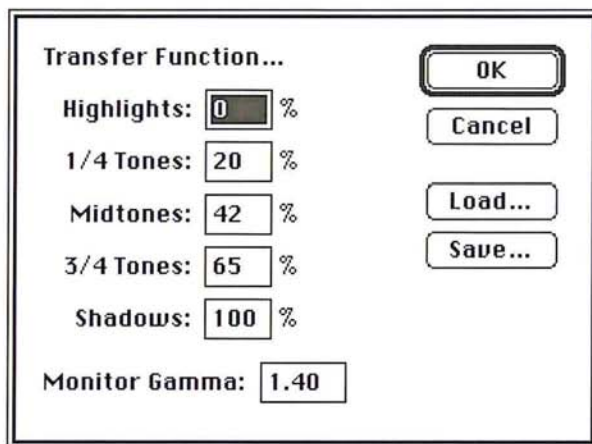 Transfer Function...
Highlights: 0 %
1/4 Tones: 20 %
Midtones: 42 %
3/4 Tones: 65 %
Shadows: 100 %
Monitor Gamma: 1.40
OK
Cancel
Load...
Save...